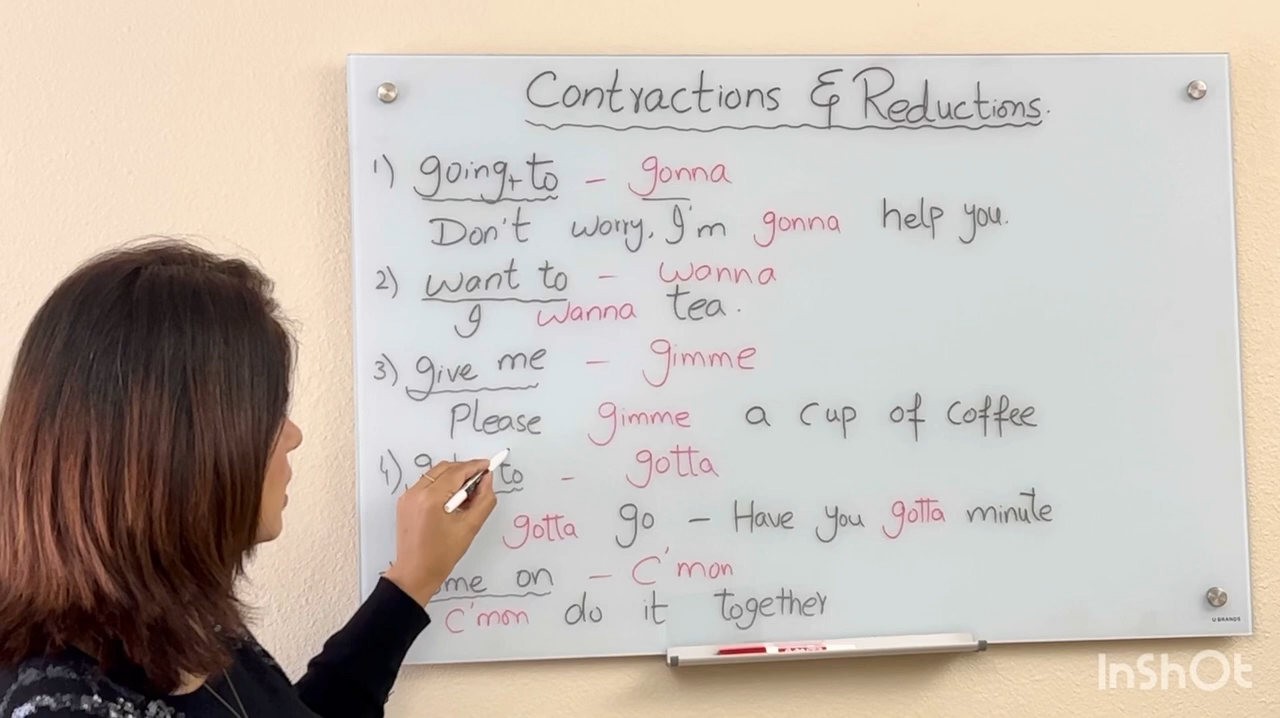 Contractions & Reductions.
1) going + to - gonna
Don't worry, I'm gonna help you.
2) want to - wanna
I wanna tea.
3) give me - gimme
Please gimme a cup of coffee
4) to - gotta
gotta go - Have you gotta minute
on - C'mon
C'mon do it together
U BRANDS
InShOt